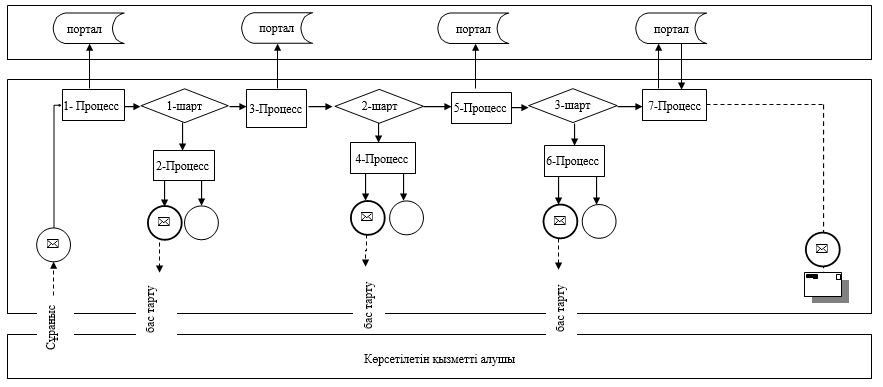 портал
портал
портал
портал
1- Процесс
1-шарт
3-Процесс
2-шарт
5-Процесс
3-шарт
7-Процесс
2-Процесс
4-Процесс
6-Процесс
Сұраныс
бас тарту
бас тарту
бас тарту
Көрсетілетін қызметті алушы